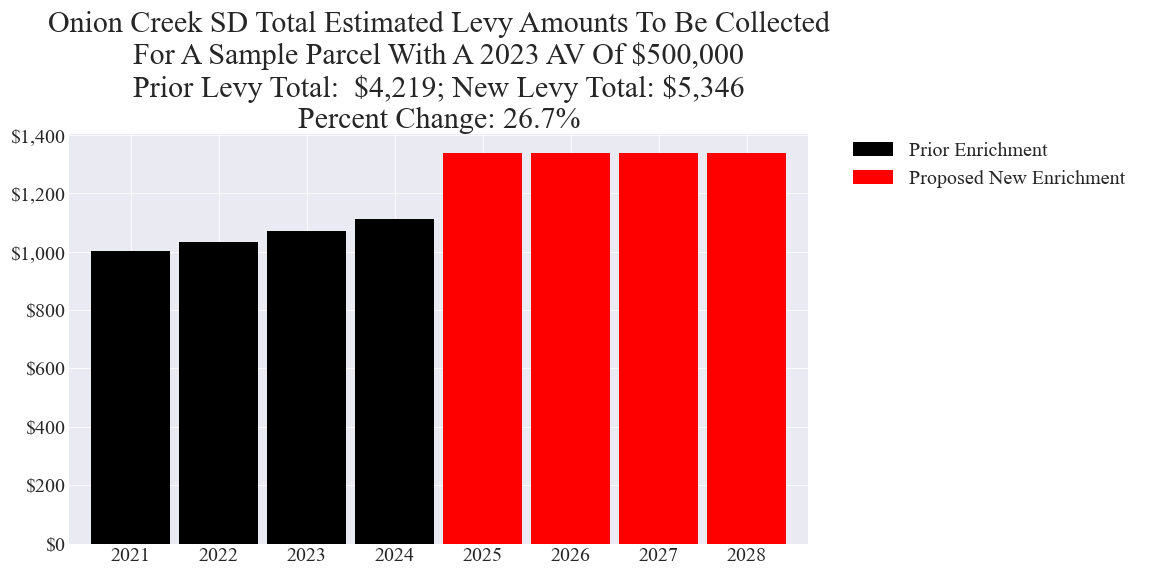 Onion Creek SD Total Estimated Levy Amounts To Be Collected
For A Sample Parcel With A 2023 AV Of $500,000
Prior Levy Total:  $4,219; New Levy Total: $5,346
Percent Change: 26.7%
$1,400
$1,200
$1,000
$800
$600
$400
$200
$0
2021 2022 2023 2024 2025 2026 2027 2028
Prior Enrichment
Proposed New Enrichment